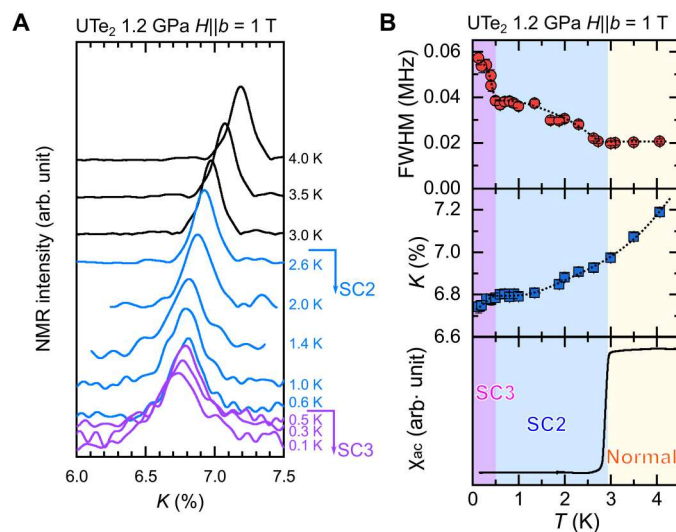 A
UTe₂ 1.2 GPa H||b = 1 T
NMR intensity (arb. unit)
4.0 K
3.5 K
3.0 K
2.6 K
SC2
2.0 K
1.4 K
1.0 K
0.6 K
0.5 K
0.3 K
SC3
0.1 K
6.0 6.5 7.0 7.5
K (%)
B
UTe₂ 1.2 GPa H||b = 1 T
FWHM (MHz)
0.06
0.04
0.02
0.00
K (%)
7.2
7.0
6.8
6.6
χac (arb· unit)
SC3
SC2
Normal
0 1 2 3 4
T (K)